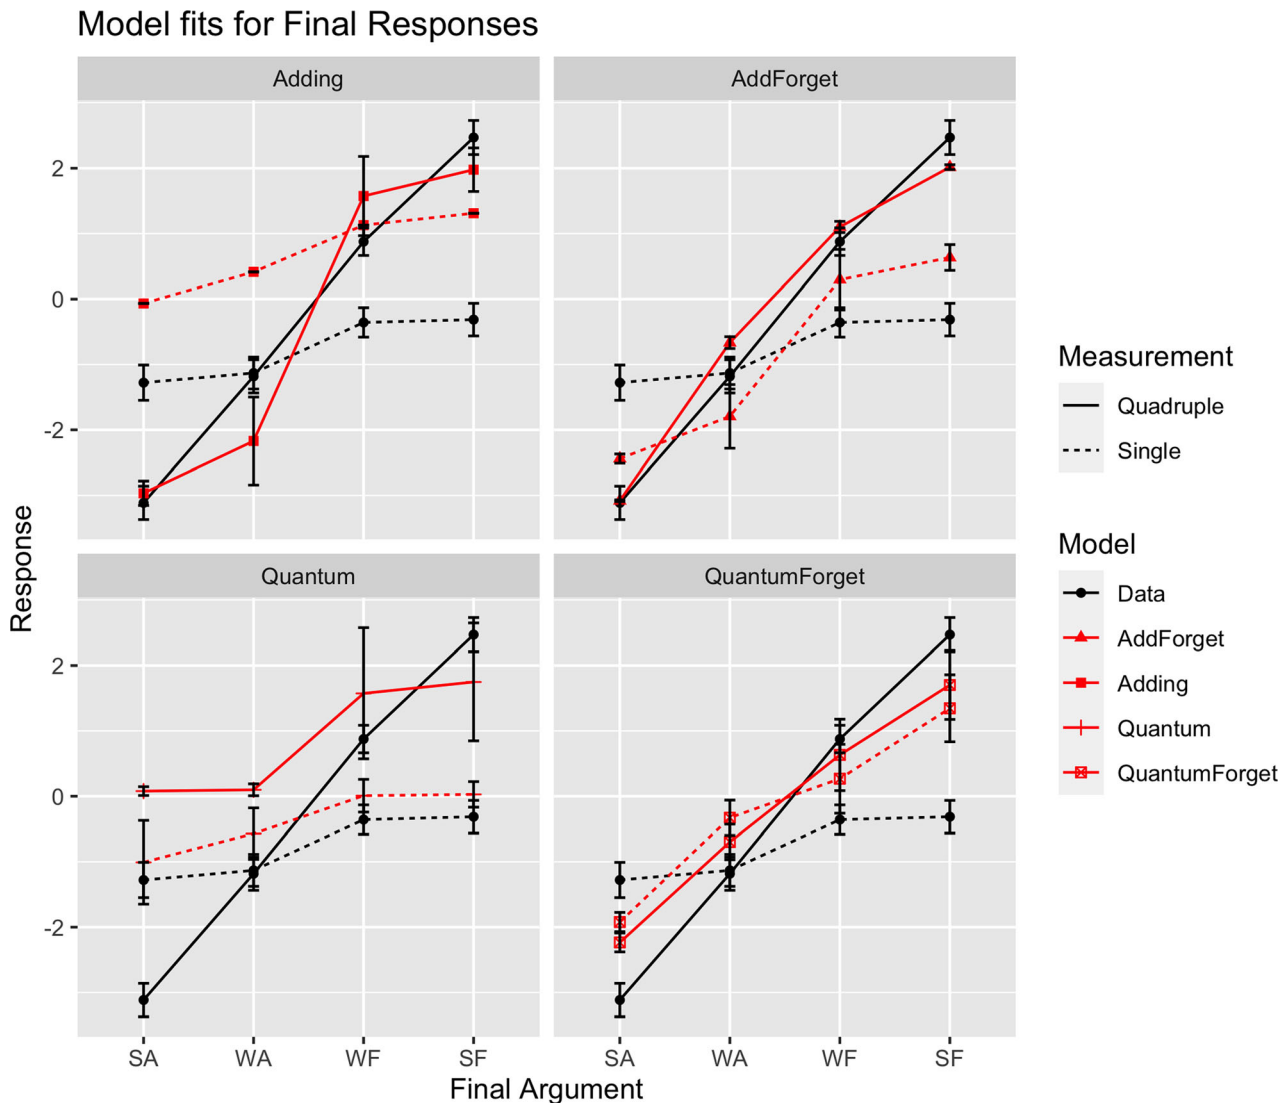 Model fits for Final Responses
Adding
AddForget
2
0
-2
Quantum
QuantumForget
2
0
-2
SA WA WF SF
SA WA WF SF
Final Argument
Response
Measurement
Quadruple
Single
Model
Data
AddForget
Adding
Quantum
QuantumForget